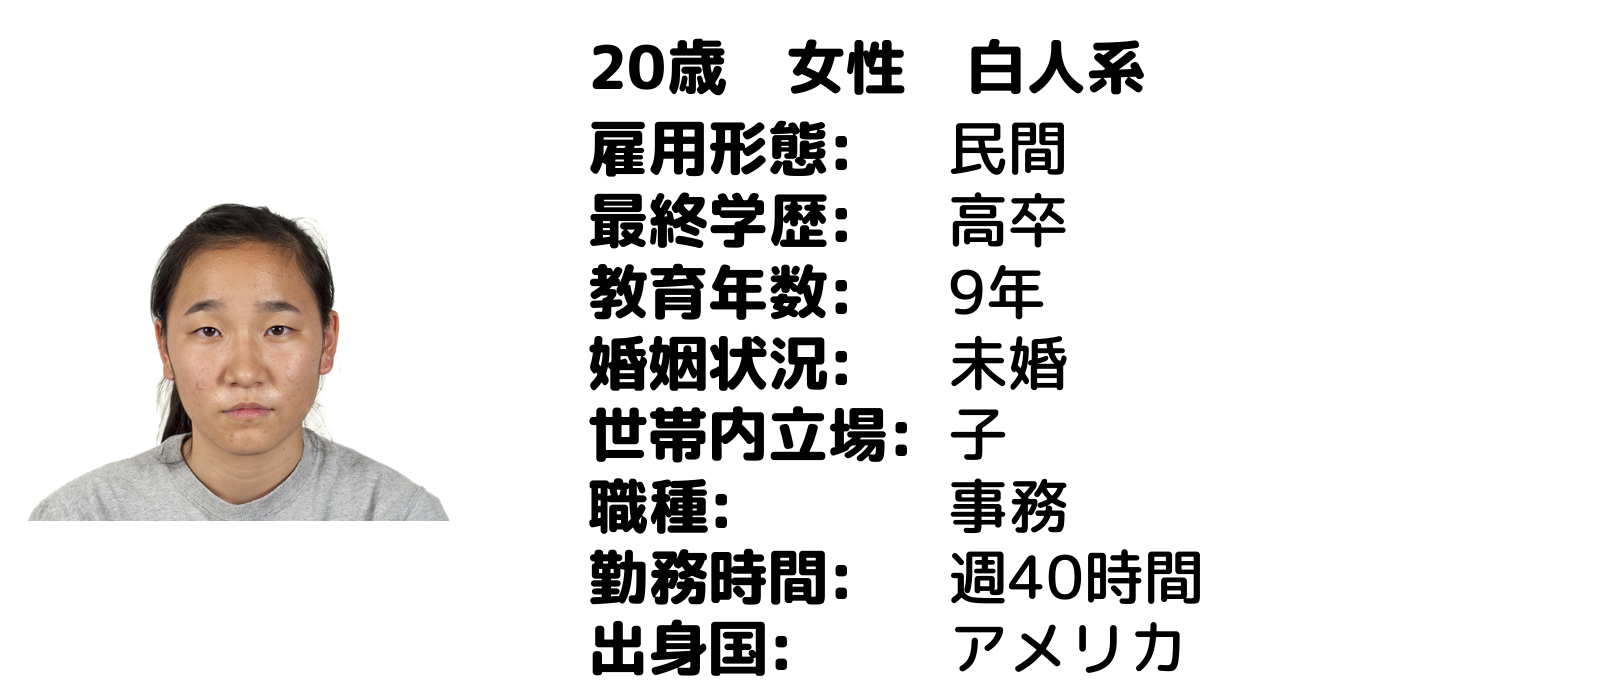 20歳　女性　白人系
雇用形態:　民間
最終学歴:　高卒
教育年数:　9年
婚姻状況:　未婚
世帯内立場:　子
職種:　事務
勤務時間:　週40時間
出身国:　アメリカ